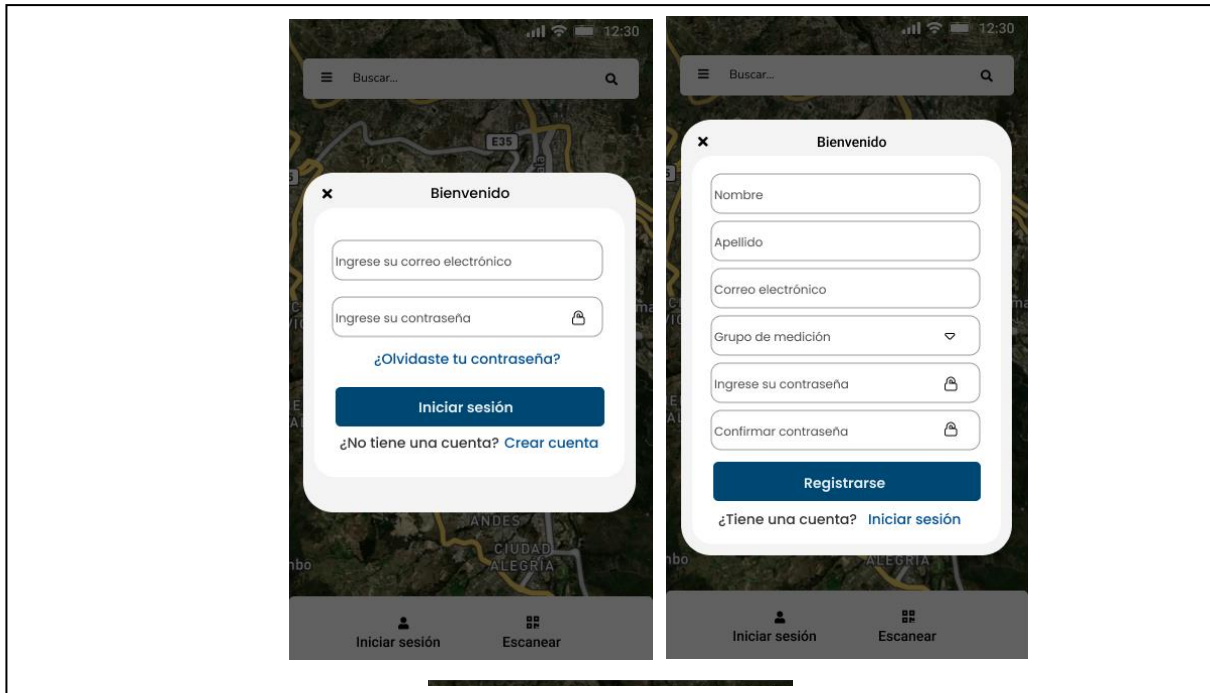 12:30
Buscar...
E35
Bienvenido
Ingrese su correo electrónico
Ingrese su contraseña
¿Olvidaste tu contraseña?
Iniciar sesión
¿No tiene una cuenta? Crear cuenta
ANDES
CIUDAD
ALEGRÍA
Iniciar sesión
Escanear
12:30
Buscar...
Bienvenido
Nombre
Apellido
Correo electrónico
Grupo de medición
Ingrese su contraseña
Confirmar contraseña
Registrarse
¿Tiene una cuenta? Iniciar sesión
ALEGRÍA
Iniciar sesión
Escanear